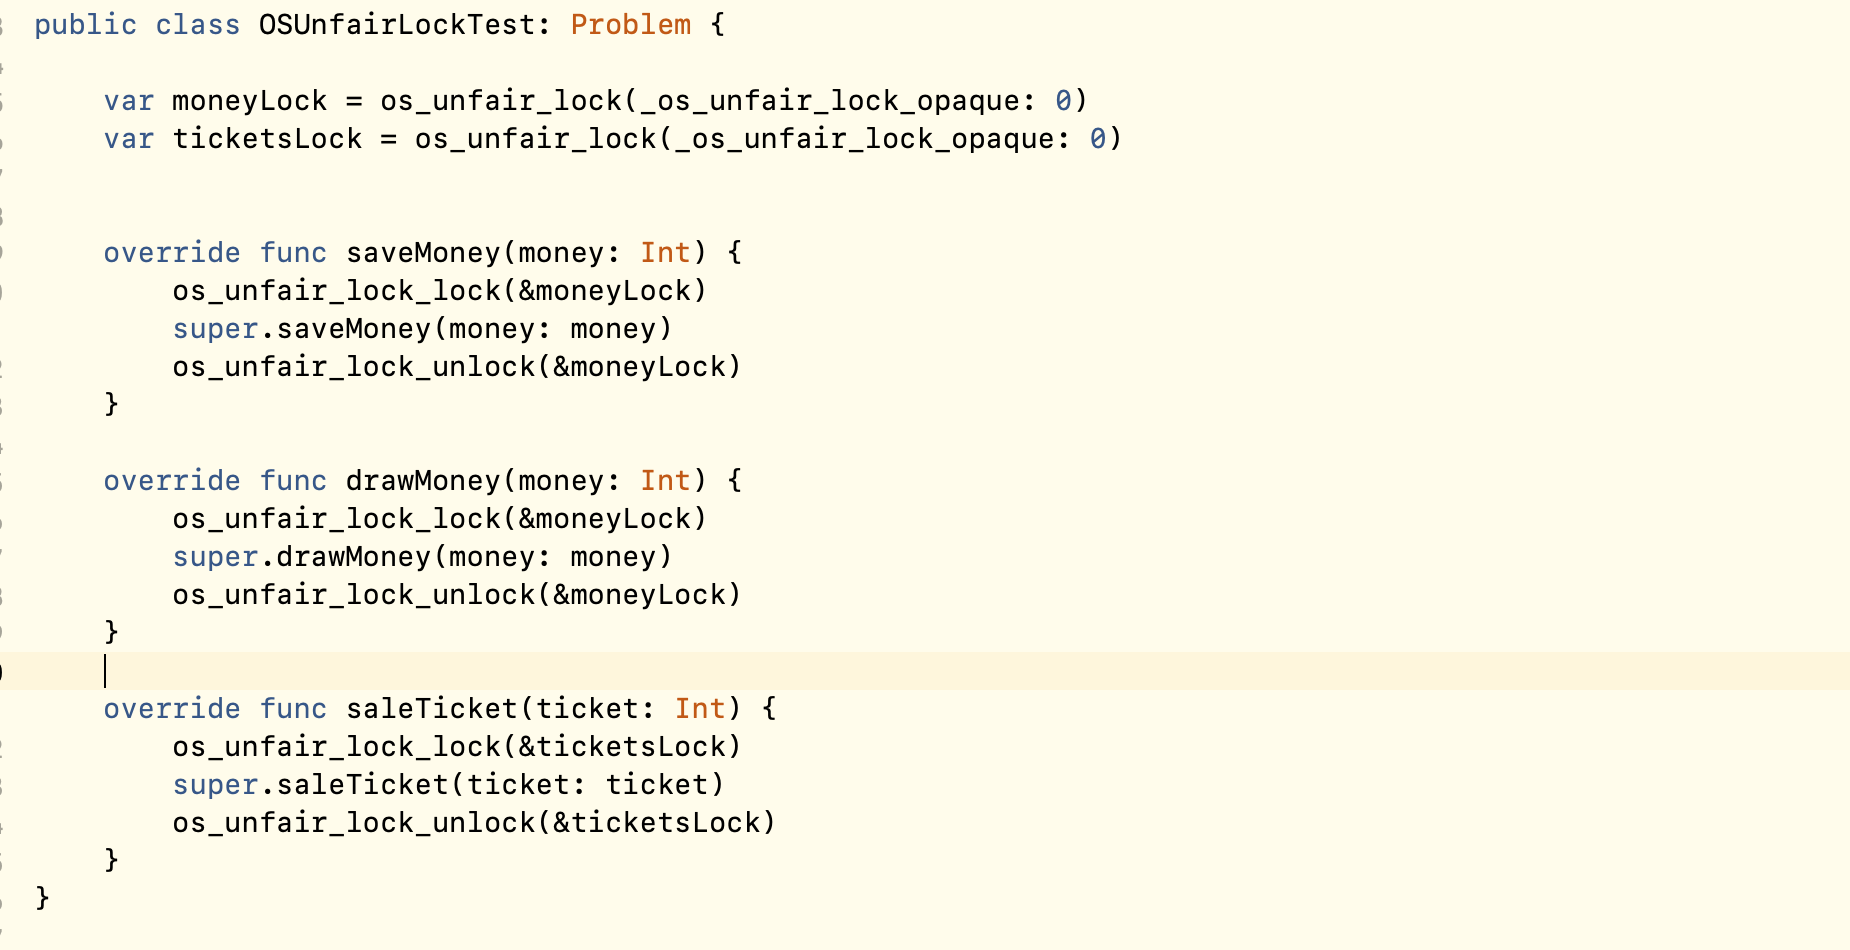 public class OSUnfairLockTest: Problem {
var moneyLock = os_unfair_lock(_os_unfair_lock_opaque: 0)
var ticketsLock = os_unfair_lock(_os_unfair_lock_opaque: 0)
override func saveMoney(money: Int) {
os_unfair_lock_lock(&moneyLock)
super.saveMoney(money: money)
os_unfair_lock_unlock(&moneyLock)
}
override func drawMoney(money: Int) {
os_unfair_lock_lock(&moneyLock)
super.drawMoney(money: money)
os_unfair_lock_unlock(&moneyLock)
}
override func saleTicket(ticket: Int) {
os_unfair_lock_lock(&ticketsLock)
super.saleTicket(ticket: ticket)
os_unfair_lock_unlock(&ticketsLock)
}
}